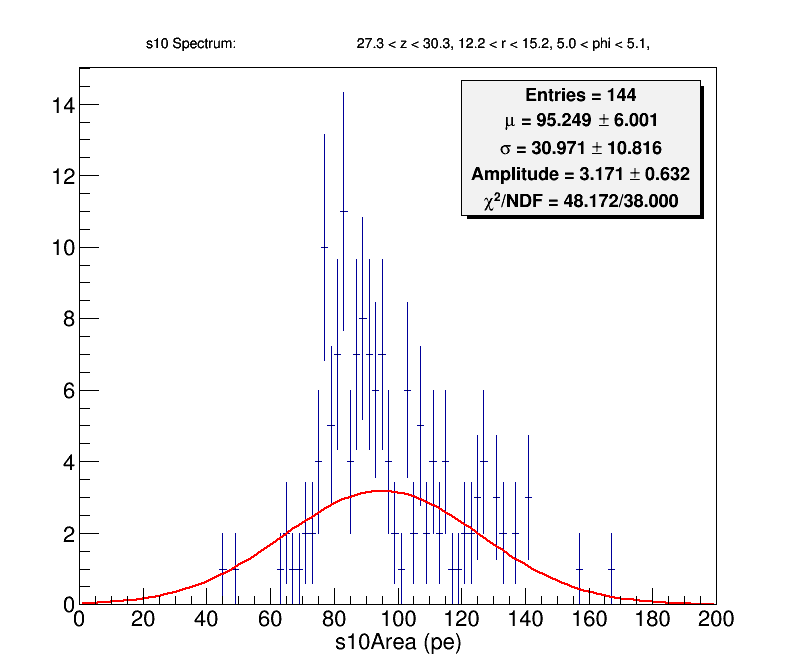 s10 Spectrum: 27.3 < z < 30.3, 12.2 < r < 15.2, 5.0 < phi < 5.1,
Entries = 144
μ = 95.249 ± 6.001
σ = 30.971 ± 10.816
Amplitude = 3.171 ± 0.632
χ²/NDF = 48.172/38.000
14
12
10
8
6
4
2
0
0 20 40 60 80 100 120 140 160 180 200
s10Area (pe)